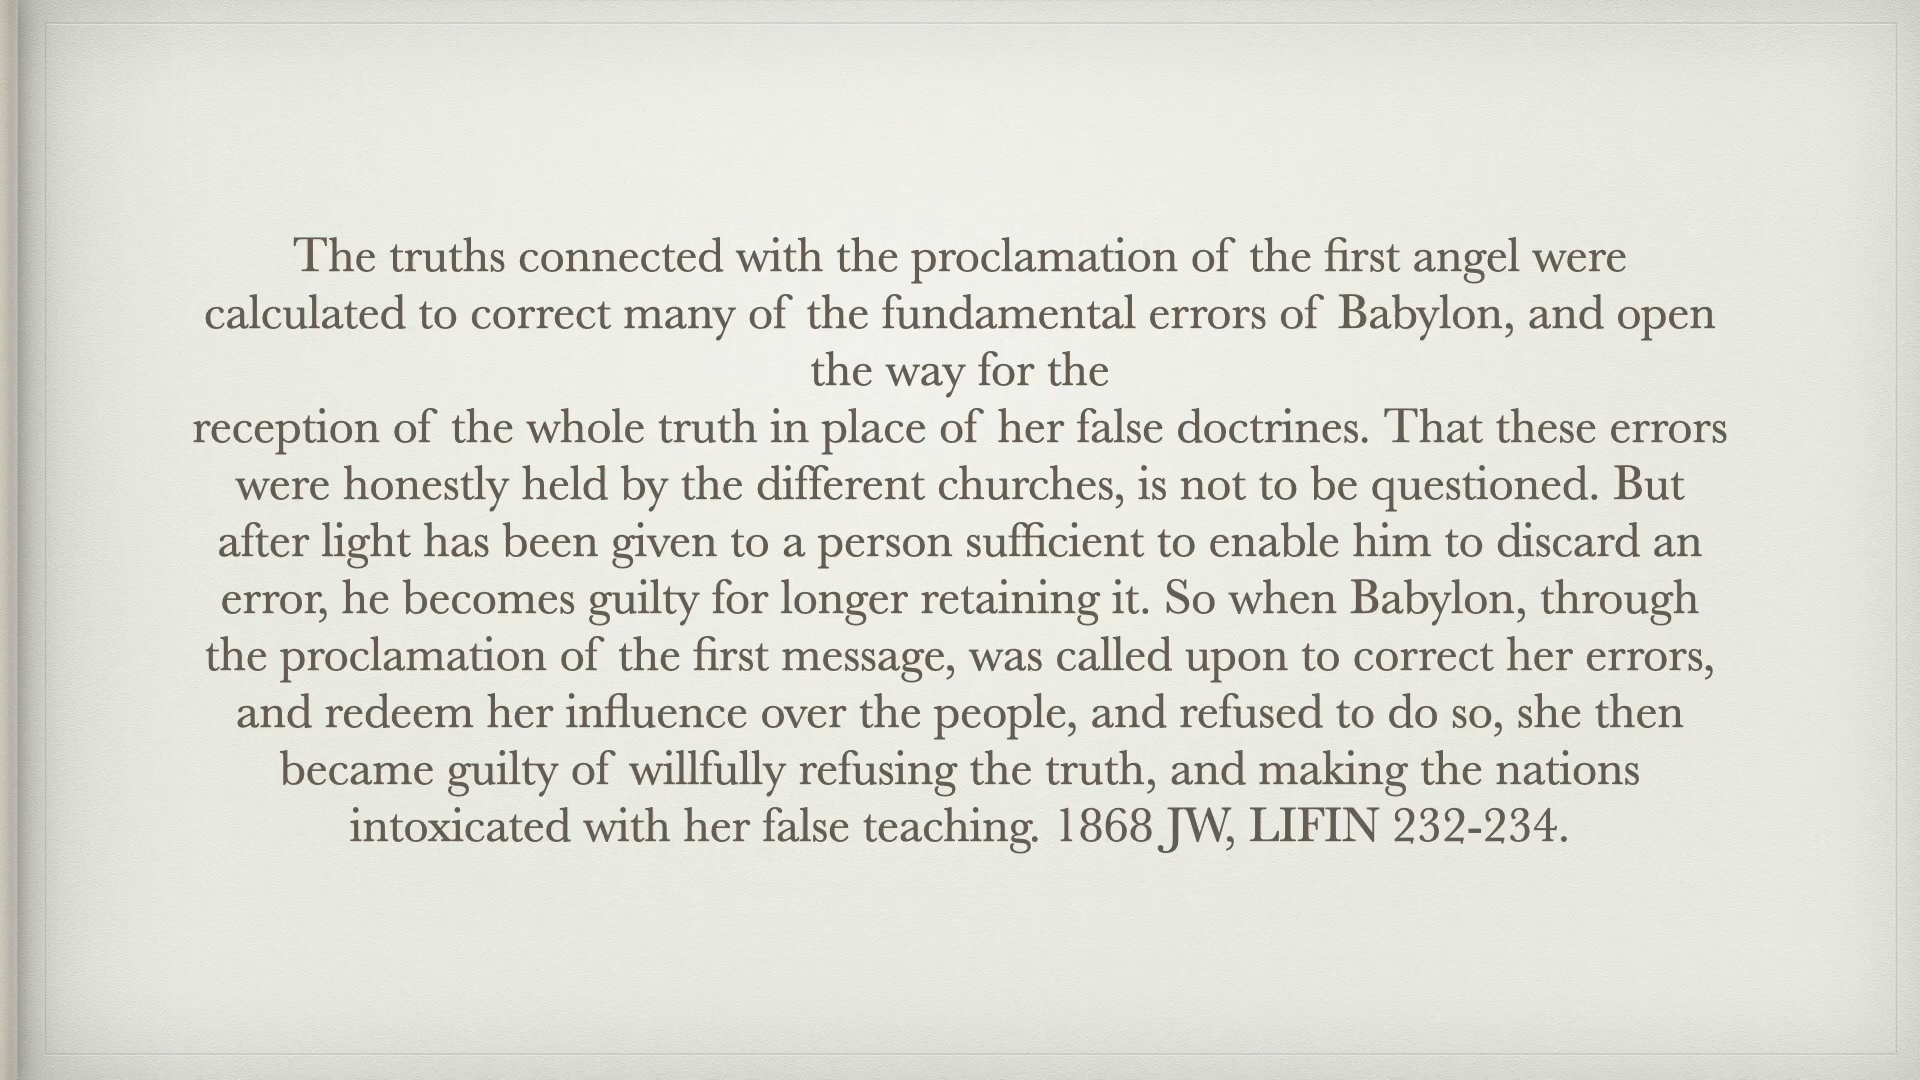 The truths connected with the proclamation of the first angel were
calculated to correct many of the fundamental errors of Babylon, and open
the way for the
reception of the whole truth in place of her false doctrines. That these errors
were honestly held by the different churches, is not to be questioned. But
after light has been given to a person sufficient to enable him to discard an
error, he becomes guilty for longer retaining it. So when Babylon, through
the proclamation of the first message, was called upon to correct her errors,
and redeem her influence over the people, and refused to do so, she then
became guilty of willfully refusing the truth, and making the nations
intoxicated with her false teaching. 1868 JW, LIFIN 232-234.